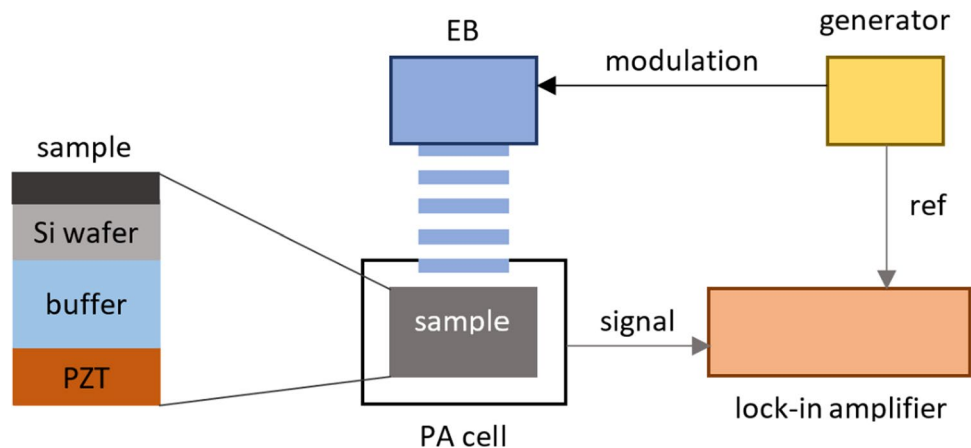 EB
generator
modulation
sample
ref
Si wafer
buffer
sample
signal
PZT
lock-in amplifier
PA cell